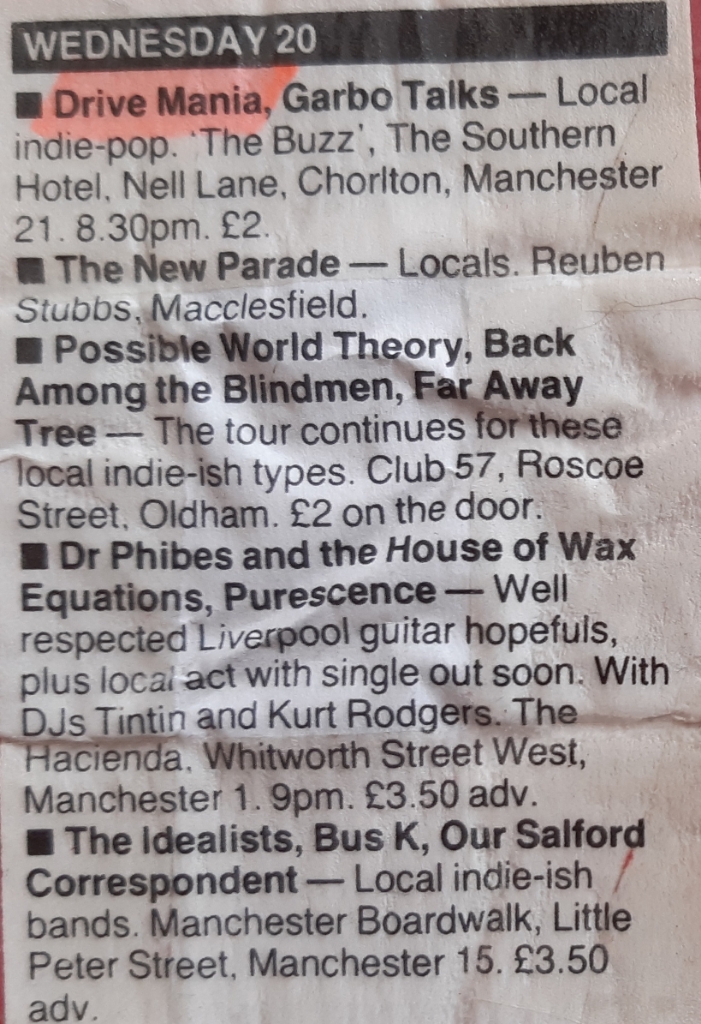 WEDNESDAY 20
■ Drive Mania, Garbo Talks — Local
indie-pop. 'The Buzz', The Southern
Hotel, Nell Lane, Chorlton, Manchester
21. 8.30pm. £2.
■ The New Parade — Locals. Reuben
Stubbs, Macclesfield.
■ Possible World Theory, Back
Among the Blindmen, Far Away
Tree — The tour continues for these
local indie-ish types. Club 57, Roscoe
Street, Oldham. £2 on the door.
■ Dr Phibes and the House of Wax
Equations, Purescence — Well
respected Liverpool guitar hopefuls,
plus local act with single out soon. With
DJs Tintin and Kurt Rodgers. The
Hacienda, Whitworth Street West,
Manchester 1. 9pm. £3.50 adv.
■ The Idealists, Bus K, Our Salford
Correspondent — Local indie-ish
bands. Manchester Boardwalk, Little
Peter Street, Manchester 15. £3.50
adv.